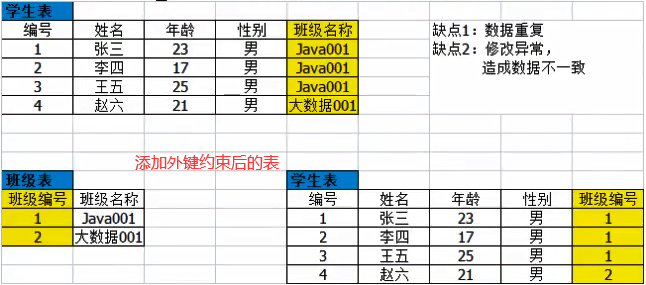 学生表
编号 姓名 年龄 性别 班级名称
1 张三 23 男 Java001
2 李四 17 男 Java001
3 王五 25 男 Java001
4 赵六 21 男 大数据001
缺点1：数据重复
缺点2：修改异常，
造成数据不一致
添加外键约束后的表
班级表
班级编号 班级名称
1 Java001
2 大数据001
学生表
编号 姓名 年龄 性别 班级编号
1 张三 23 男 1
2 李四 17 男 1
3 王五 25 男 1
4 赵六 21 男 2